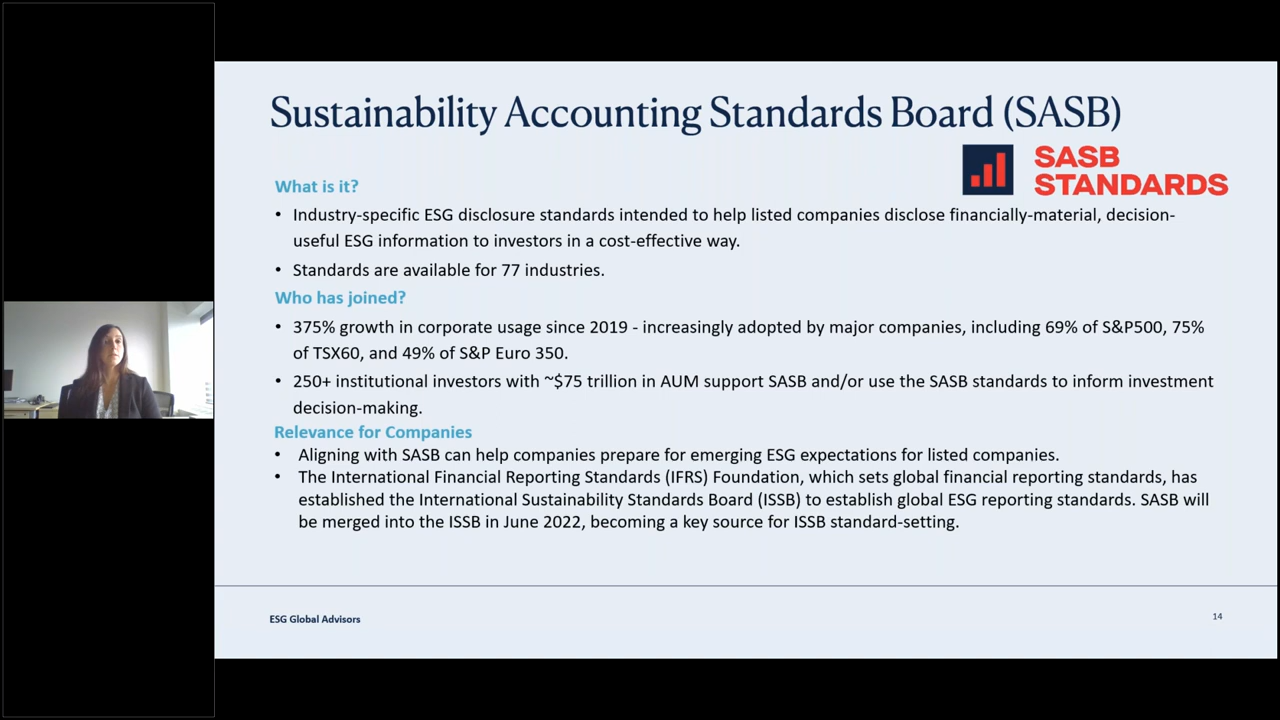 Sustainability Accounting Standards Board (SASB)
SASB
STANDARDS
What is it?
• Industry-specific ESG disclosure standards intended to help listed companies disclose financially-material, decision-
useful ESG information to investors in a cost-effective way.
• Standards are available for 77 industries.
Who has joined?
• 375% growth in corporate usage since 2019 - increasingly adopted by major companies, including 69% of S&P500, 75%
of TSX60, and 49% of S&P Euro 350.
• 250+ institutional investors with ~$75 trillion in AUM support SASB and/or use the SASB standards to inform investment
decision-making.
Relevance for Companies
• Aligning with SASB can help companies prepare for emerging ESG expectations for listed companies.
• The International Financial Reporting Standards (IFRS) Foundation, which sets global financial reporting standards, has
established the International Sustainability Standards Board (ISSB) to establish global ESG reporting standards. SASB will
be merged into the ISSB in June 2022, becoming a key source for ISSB standard-setting.
ESG Global Advisors
14